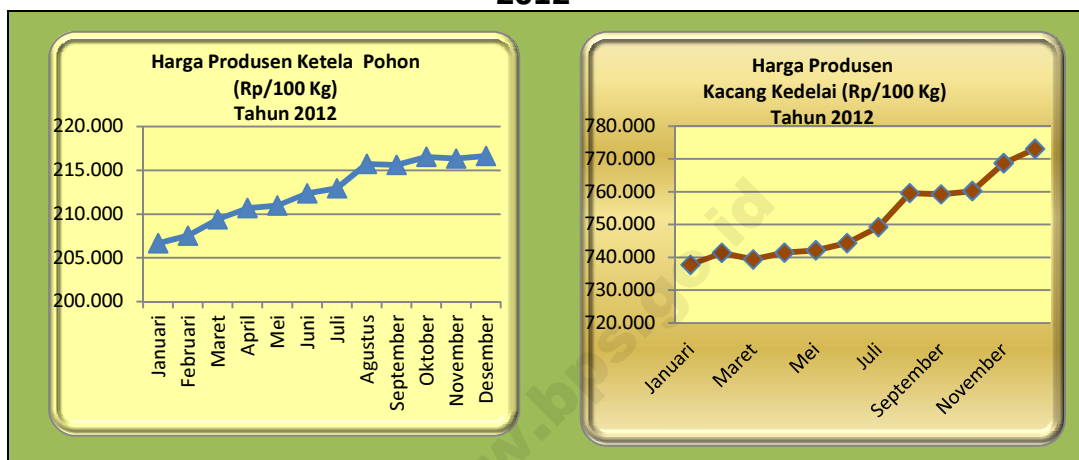 2012
Harga Produsen Ketela Pohon
(Rp/100 Kg)
Tahun 2012
220.000
215.000
210.000
205.000
200.000
Januari
Februari
Maret
April
Mei
Juni
Juli
Agustus
September
Oktober
November
Desember
Harga Produsen
Kacang Kedelai (Rp/100 Kg)
Tahun 2012
780.000
770.000
760.000
750.000
740.000
730.000
720.000
Januari
Maret
Mei
Juli
September
November
w.bps.go.id